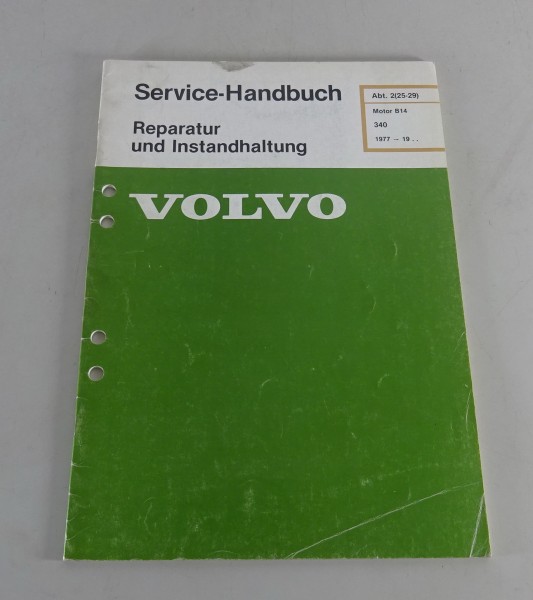 Service-Handbuch
Reparatur
und Instandhaltung
Abt. 2(25-29)
Motor B14
340
1977 – 19 . .
VOLVO